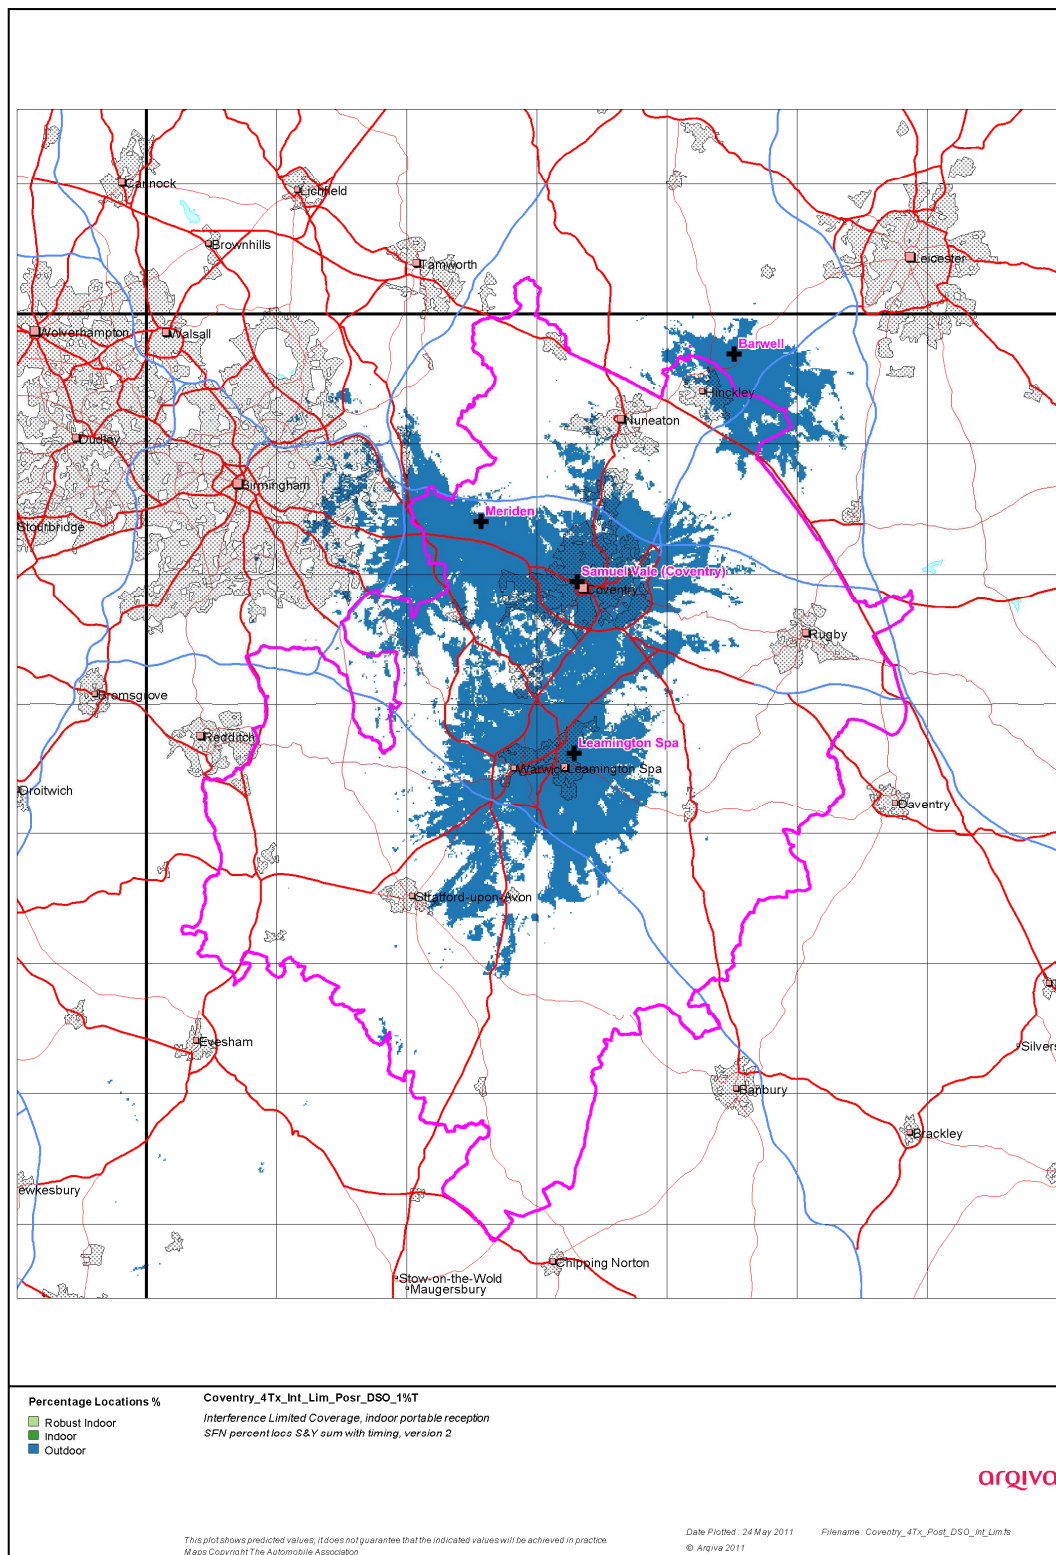 Cannock
Lichfield
Brownhills
Tamworth
Leicester
Wolverhampton
Walsall
Barwell
Hinckley
Nuneaton
Dudley
Birmingham
Meriden
Stourbridge
Samuel Vale (Coventry)
Coventry
Rugby
Bromsgrove
Redditch
Leamington Spa
Warwick
Leamington Spa
Droitwich
Daventry
Stratford-upon-Avon
Evesham
Silvers
Banbury
Brackley
ewkesbury
Chipping Norton
Stow-on-the-Wold
Maugersbury
Percentage Locations %
Robust Indoor
Indoor
Outdoor
Coventry_4Tx_Int_Lim_Posr_DSO_1%T
Interference Limited Coverage, indoor portable reception
SFN percent locs S&Y sum with timing, version 2
arqiva
This plot shows predicted values; it does not guarantee that the indicated values will be achieved in practice.
Maps Copyright The Automobile Association
Date Plotted : 24 May 2011
Filename : Coventry_4Tx_Post_DSO_Int_Lim.fs
© Arqiva 2011